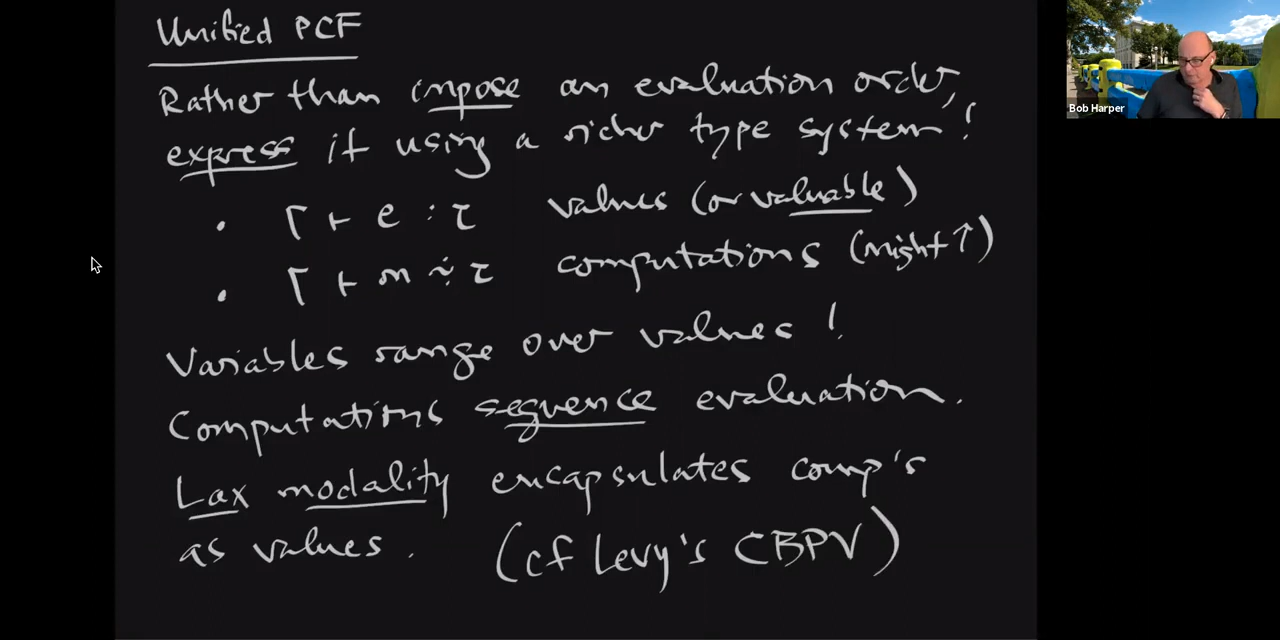 Unified PCF
Rather than impose an evaluation order,
express it using a richer type system!
• Γ ⊢ e : τ values (or valuable)
• Γ ⊢ m ∻ τ computations (might ↑)
Variables range over values!
Computations sequence evaluation.
Lax modality encapsulates comp's
as values. (cf Levy's CBPV)
Bob Harper